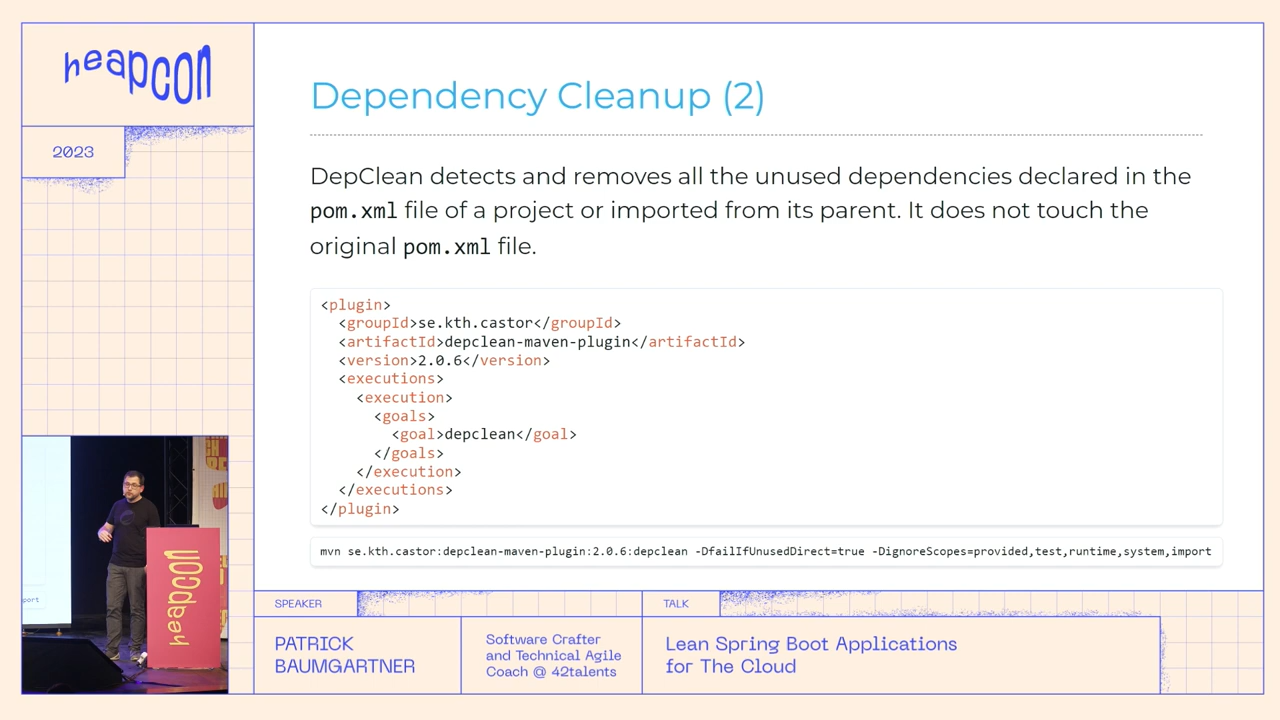 heapcon
2023
Dependency Cleanup (2)
DepClean detects and removes all the unused dependencies declared in the
pom.xml file of a project or imported from its parent. It does not touch the
original pom.xml file.
<plugin>
  <groupId>se.kth.castor</groupId>
  <artifactId>depclean-maven-plugin</artifactId>
  <version>2.0.6</version>
  <executions>
    <execution>
      <goals>
        <goal>depclean</goal>
      </goals>
    </execution>
  </executions>
</plugin>
mvn se.kth.castor:depclean-maven-plugin:2.0.6:depclean -DfailIfUnusedDirect=true -DignoreScopes=provided,test,runtime,system,import
port
heapcon
SPEAKER
PATRICK
BAUMGARTNER
Software Crafter
and Technical Agile
Coach @ 42talents
TALK
Lean Spring Boot Applications
for The Cloud